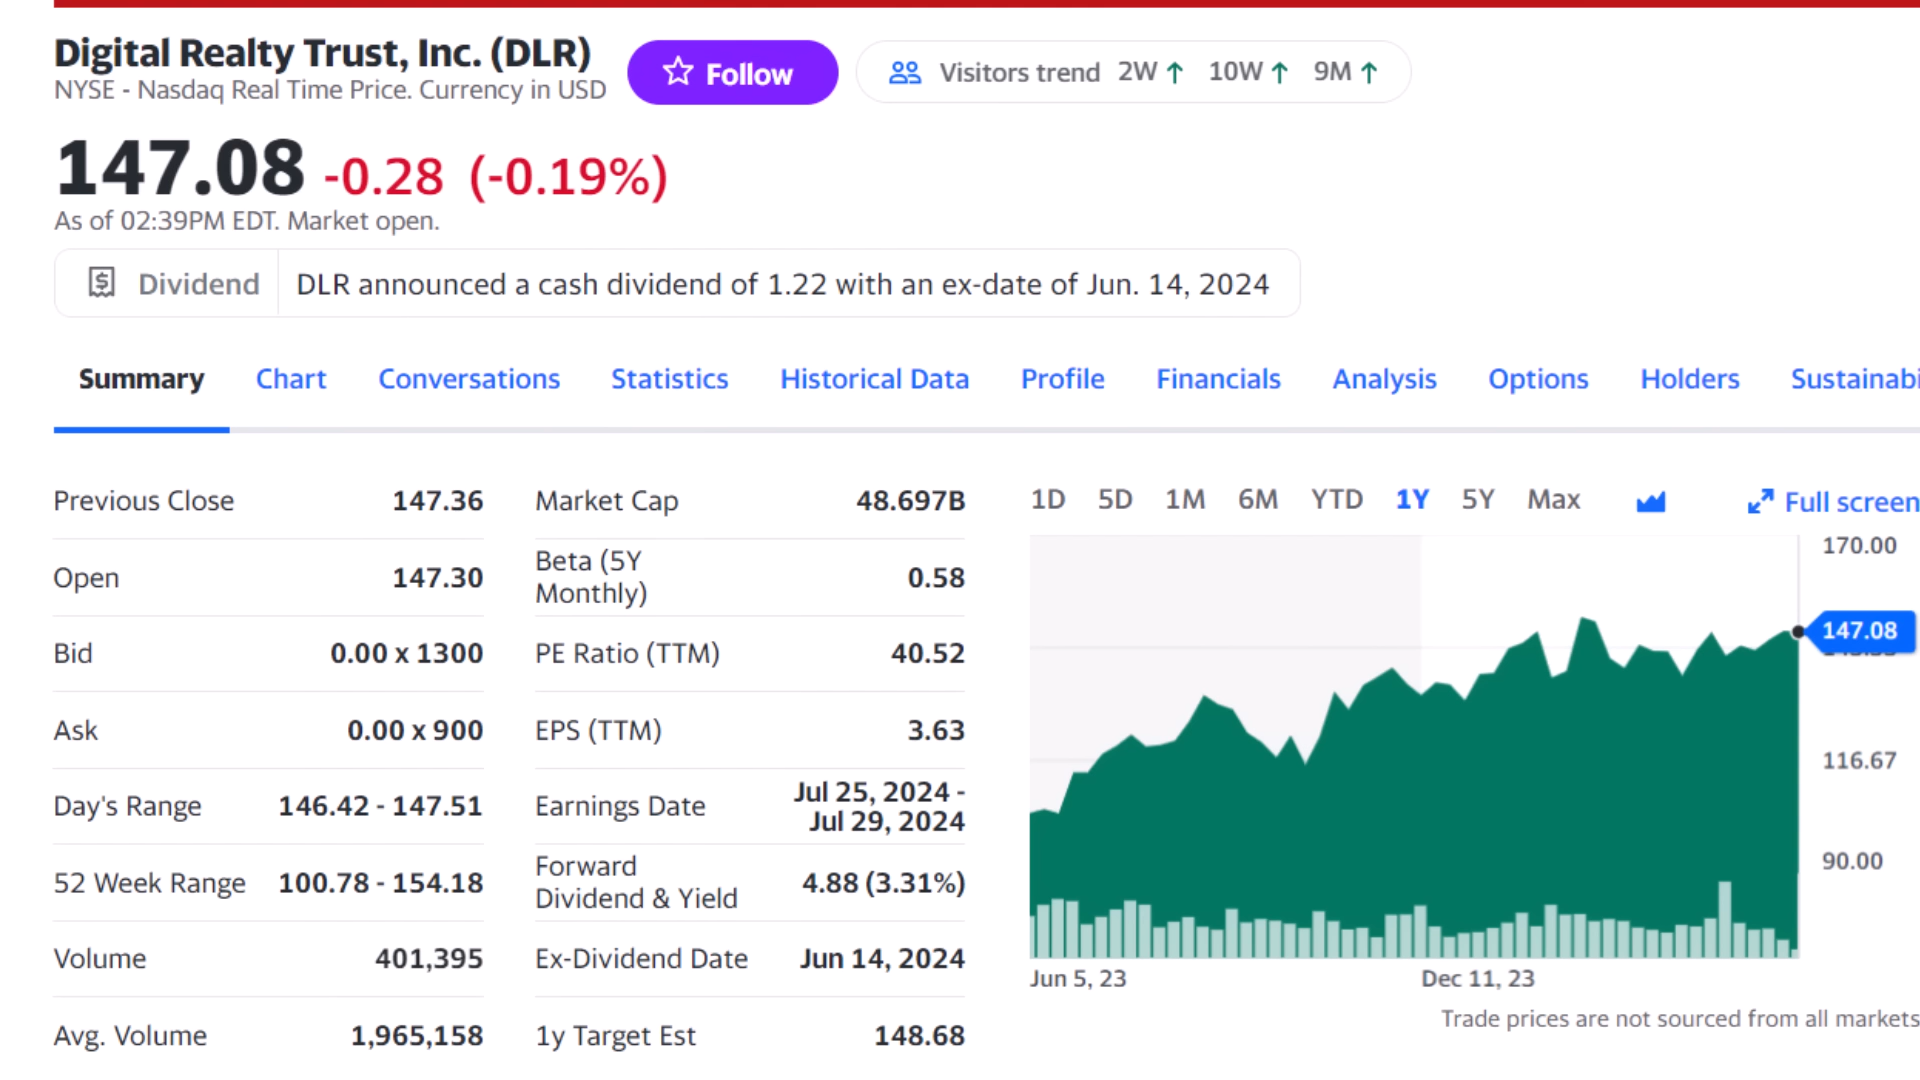 Digital Realty Trust, Inc. (DLR)
NYSE - Nasdaq Real Time Price. Currency in USD
Follow
Visitors trend 2W ↑ 10W ↑ 9M ↑
147.08 -0.28 (-0.19%)
As of 02:39PM EDT. Market open.
Dividend DLR announced a cash dividend of 1.22 with an ex-date of Jun. 14, 2024
Summary Chart Conversations Statistics Historical Data Profile Financials Analysis Options Holders Sustainabi
Previous Close 147.36
Open 147.30
Bid 0.00 x 1300
Ask 0.00 x 900
Day's Range 146.42 - 147.51
52 Week Range 100.78 - 154.18
Volume 401,395
Avg. Volume 1,965,158
Market Cap 48.697B
Beta (5Y
Monthly) 0.58
PE Ratio (TTM) 40.52
EPS (TTM) 3.63
Earnings Date Jul 25, 2024 -
Jul 29, 2024
Forward
Dividend & Yield 4.88 (3.31%)
Ex-Dividend Date Jun 14, 2024
1y Target Est 148.68
1D 5D 1M 6M YTD 1Y 5Y Max Full screen
170.00
147.08
116.67
90.00
Jun 5, 23 Dec 11, 23
Trade prices are not sourced from all markets